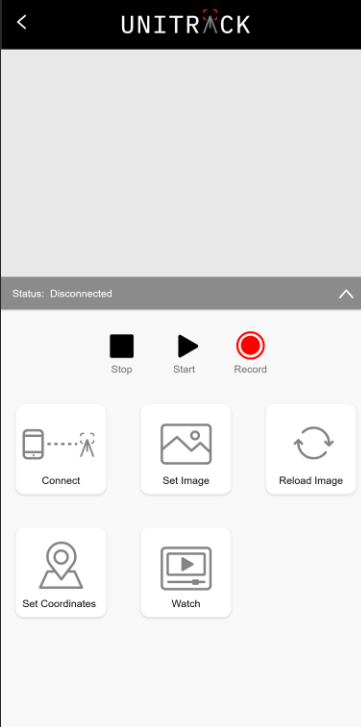 UNITRACK
Status: Disconnected
Stop
Start
Record
Connect
Set Image
Reload Image
Set Coordinates
Watch